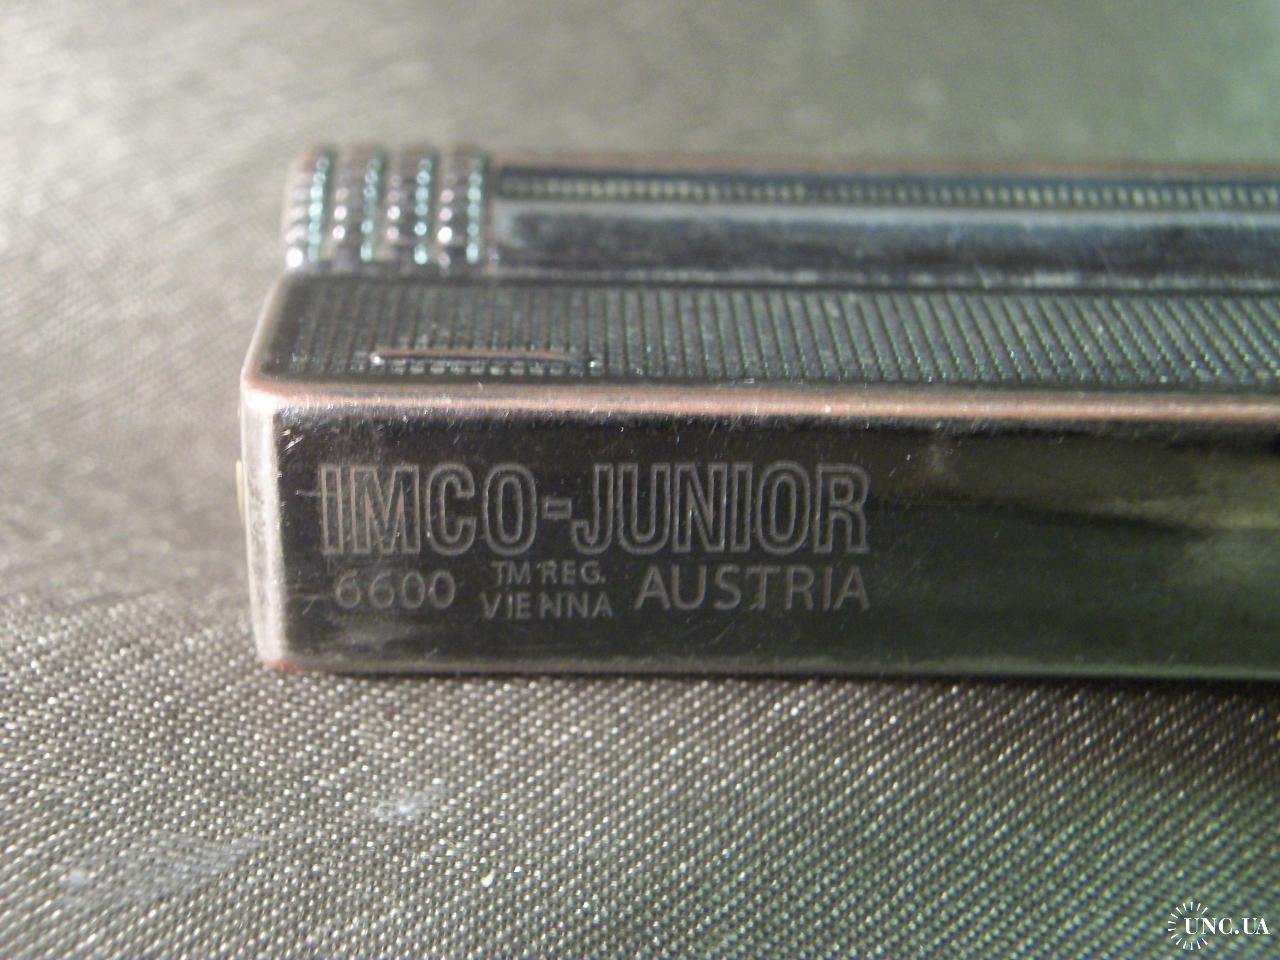 IMCO-JUNIOR
6600 TM REG. VIENNA AUSTRIA
UNC.UA